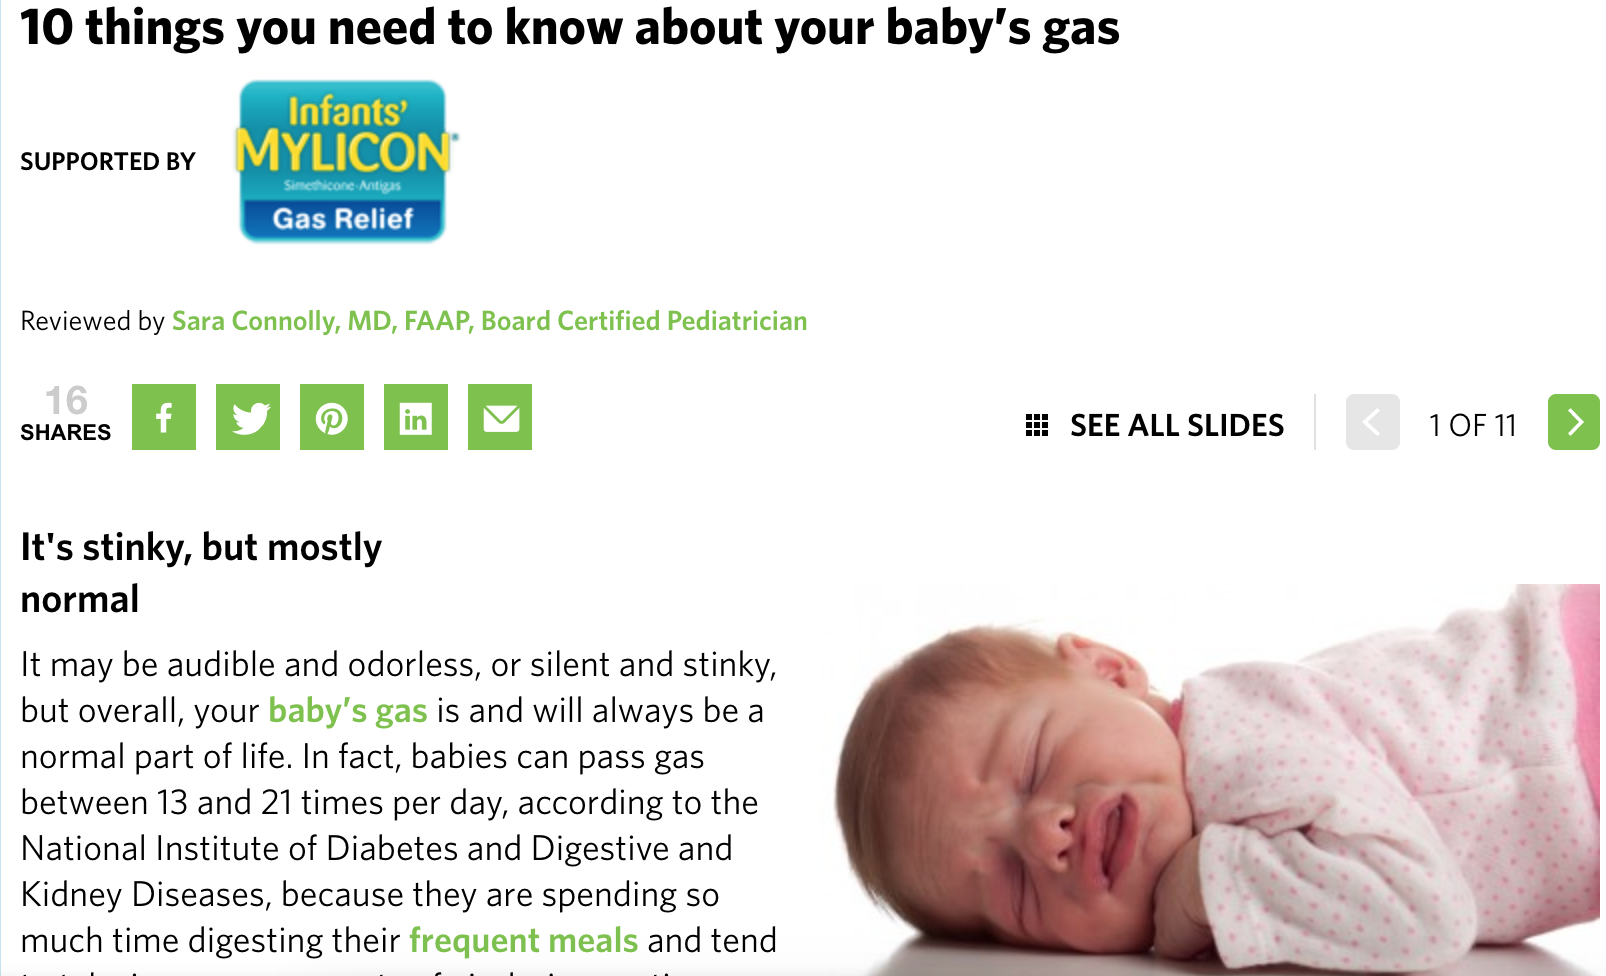 10 things you need to know about your baby’s gas
SUPPORTED BY
Infants’
MYLICON®
Simethicone-Antigas
Gas Relief
Reviewed by Sara Connolly, MD, FAAP, Board Certified Pediatrician
16
SHARES
SEE ALL SLIDES
1 OF 11
It's stinky, but mostly
normal
It may be audible and odorless, or silent and stinky,
but overall, your baby’s gas is and will always be a
normal part of life. In fact, babies can pass gas
between 13 and 21 times per day, according to the
National Institute of Diabetes and Digestive and
Kidney Diseases, because they are spending so
much time digesting their frequent meals and tend